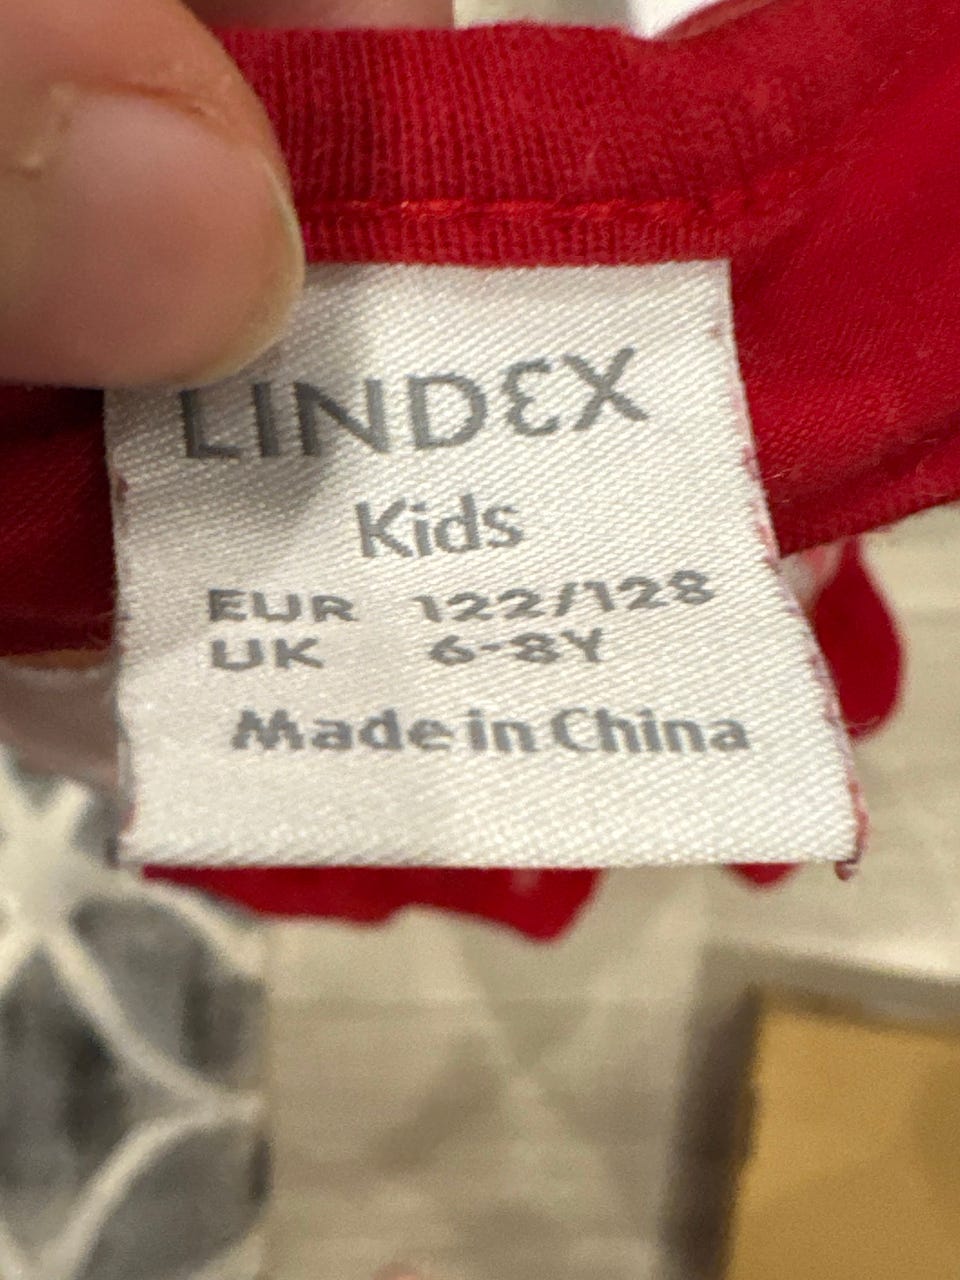 LINDEX
Kids
EUR 122/128
UK 6-8Y
Made in China